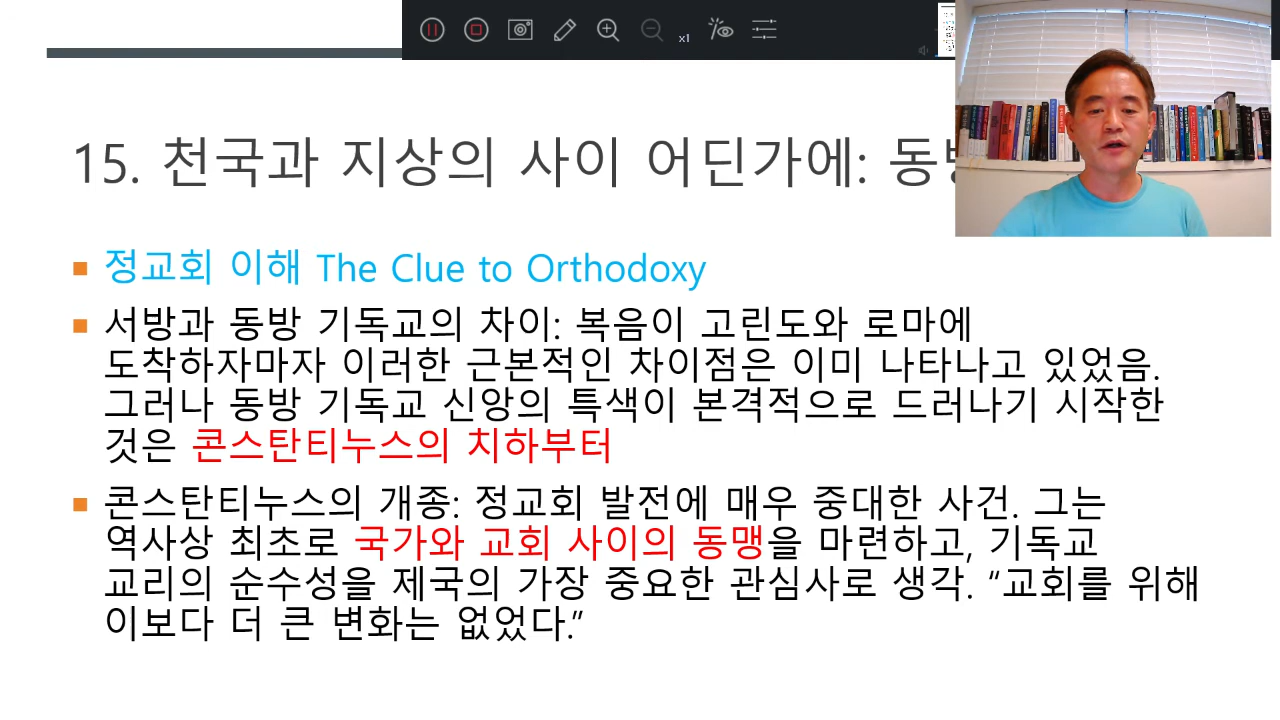 x1
15. 천국과 지상의 사이 어딘가에:
정교회 이해 The Clue to Orthodoxy
서방과 동방 기독교의 차이: 복음이 고린도와 로마에
도착하자마자 이러한 근본적인 차이점은 이미 나타나고 있었음.
그러나 동방 기독교 신앙의 특색이 본격적으로 드러나기 시작한
것은 콘스탄티누스의 치하부터
콘스탄티누스의 개종: 정교회 발전에 매우 중대한 사건. 그는
역사상 최초로 국가와 교회 사이의 동맹을 마련하고, 기독교
교리의 순수성을 제국의 가장 중요한 관심사로 생각. “교회를 위해
이보다 더 큰 변화는 없었다.”